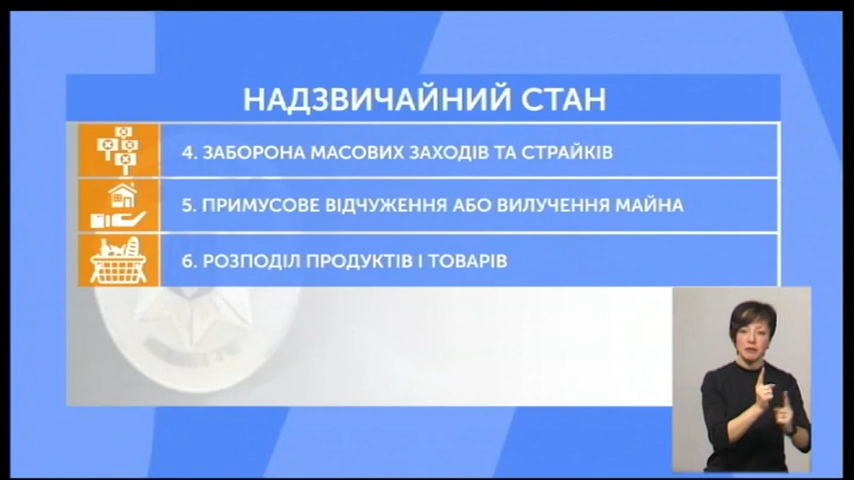 НАДЗВИЧАЙНИЙ СТАН
4. ЗАБОРОНА МАСОВИХ ЗАХОДІВ ТА СТРАЙКІВ
5. ПРИМУСОВЕ ВІДЧУЖЕННЯ АБО ВИЛУЧЕННЯ МАЙНА
6. РОЗПОДІЛ ПРОДУКТІВ І ТОВАРІВ